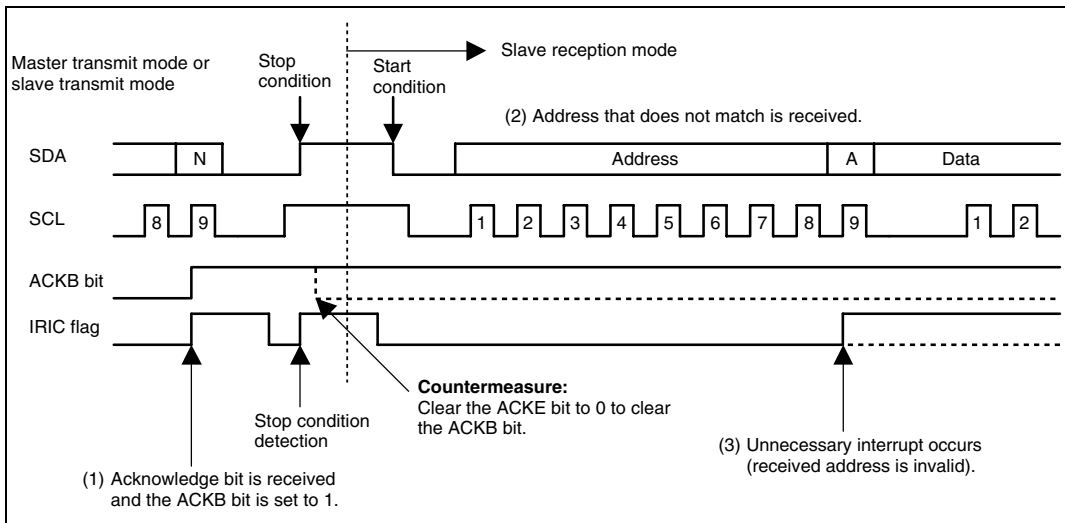 Master transmit mode or
slave transmit mode
Stop
condition
Slave reception mode
Start
condition
(2) Address that does not match is received.
SDA
N
Address
A
Data
SCL
8
9
1
2
3
4
5
6
7
8
9
1
2
ACKB bit
IRIC flag
Countermeasure:
Clear the ACKE bit to 0 to clear
the ACKB bit.
Stop condition
detection
(3) Unnecessary interrupt occurs
(received address is invalid).
(1) Acknowledge bit is received
and the ACKB bit is set to 1.